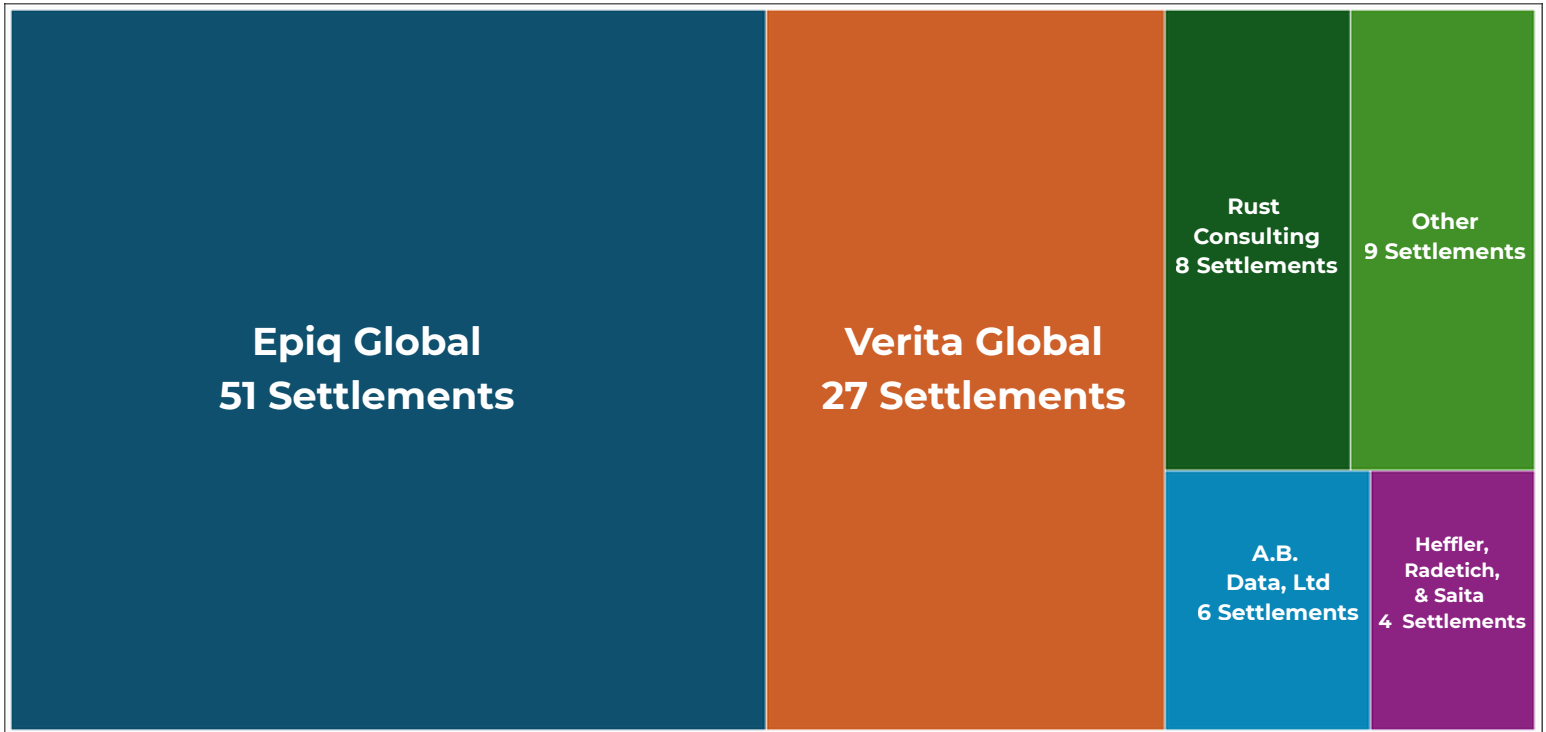 Epiq Global
51 Settlements
Verita Global
27 Settlements
Rust
Consulting
8 Settlements
Other
9 Settlements
A.B.
Data, Ltd
6 Settlements
Heffler,
Radetich,
& Saita
4 Settlements